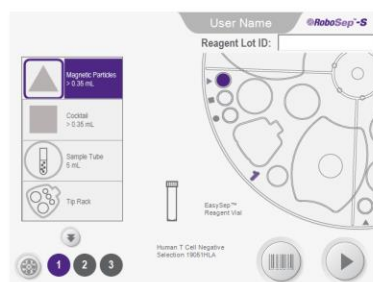 User Name
RoboSep®-S
Reagent Lot ID:
Magnetic Particles
> 0.35 mL
Cocktail
> 0.35 mL
Sample Tube
5 mL
Tip Rack
EasySep™
Reagent Vial
Human T Cell Negative
Selection 19051HLA
1
2
3